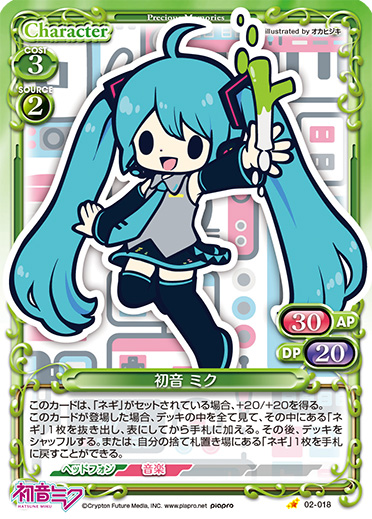 Precious Memories
Character
illustrated by オカヒジキ
COST
3
SOURCE
2
30 AP
DP 20
初音 ミク
このカードは、「ネギ」がセットされている場合、+20/+20を得る。
このカードが登場した場合、デッキの中を全て見て、その中にある「ネ
ギ」1枚を抜き出し、表にしてから手札に加える。その後、デッキを
シャッフルする。または、自分の捨て札置き場にある「ネギ」1枚を手札
に戻すことができる。
ヘッドフォン 音楽
初音ミク
HATSUNE MIKU
©Crypton Future Media, INC. www.piapro.net piapro
02-018